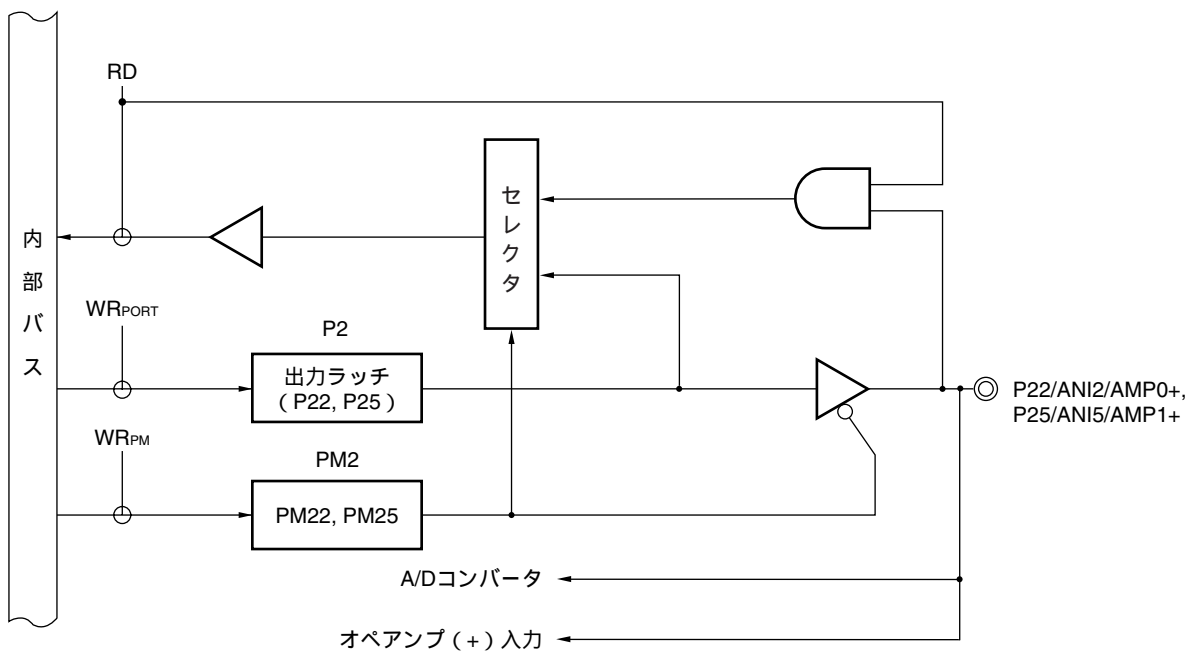 RD
セレクタ
内部バス
WRPORT
P2
出力ラッチ
(P22, P25)
P22/ANI2/AMP0+,
P25/ANI5/AMP1+
WRPM
PM2
PM22, PM25
A/Dコンバータ
オペアンプ(+)入力